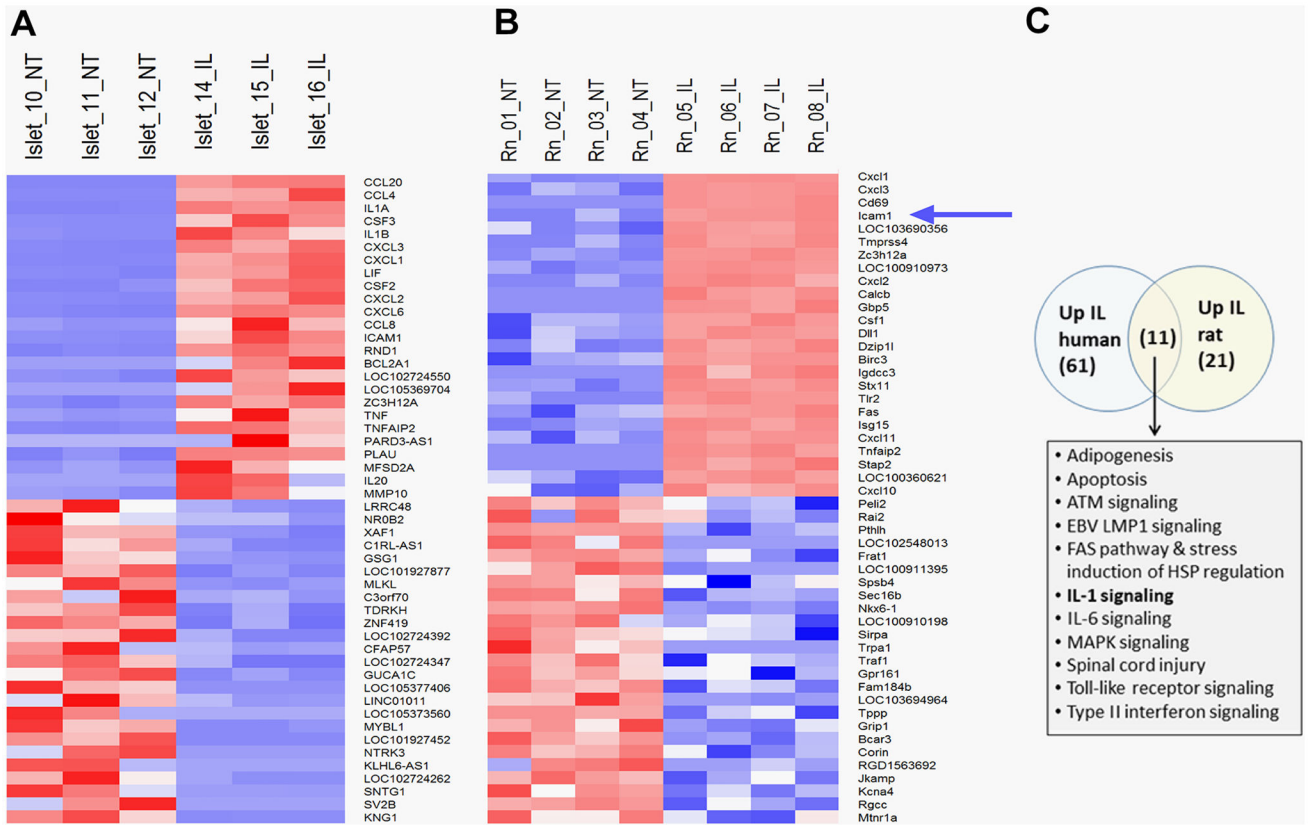 A
Islet_10_NT
Islet_11_NT
Islet_12_NT
Islet_14_IL
Islet_15_IL
Islet_16_IL
CCL20
CCL4
IL1A
CSF3
IL1B
CXCL3
CXCL1
LIF
CSF2
CXCL2
CXCL6
CCL8
ICAM1
RND1
BCL2A1
LOC102724550
LOC105369704
ZC3H12A
TNF
TNFAIP2
PARD3-AS1
PLAU
MFSD2A
IL20
MMP10
LRRC48
NR0B2
XAF1
C1RL-AS1
GSG1
LOC101927877
MLKL
C3orf70
TDRKH
ZNF419
LOC102724392
CFAP57
LOC102724347
GUCA1C
LOC105377406
LINC01011
LOC105373560
MYBL1
LOC101927452
NTRK3
KLHL6-AS1
LOC102724262
SNTG1
SV2B
KNG1
B
Rn_01_NT
Rn_02_NT
Rn_03_NT
Rn_04_NT
Rn_05_IL
Rn_06_IL
Rn_07_IL
Rn_08_IL
Cxcl1
Cxcl3
Cd69
Icam1
LOC103690356
Tmprss4
Zc3h12a
LOC100910973
Cxcl2
Calcb
Gbp5
Csf1
Dll1
Dzip1l
Birc3
Igdcc3
Stx11
Tlr2
Fas
Isg15
Cxcl11
Tnfaip2
Stap2
LOC100360621
Cxcl10
Peli2
Rai2
Pthlh
LOC102548013
Frat1
LOC100911395
Spsb4
Sec16b
Nkx6-1
LOC100910198
Sirpa
Trpa1
Traf1
Gpr161
Fam184b
LOC103694964
Tppp
Grip1
Bcar3
Corin
RGD1563692
Jkamp
Kcna4
Rgcc
Mtnr1a
C
Up IL
human
(61)
(11)
Up IL
rat
(21)
• Adipogenesis
• Apoptosis
• ATM signaling
• EBV LMP1 signaling
• FAS pathway & stress
induction of HSP regulation
• IL-1 signaling
• IL-6 signaling
• MAPK signaling
• Spinal cord injury
• Toll-like receptor signaling
• Type II interferon signaling